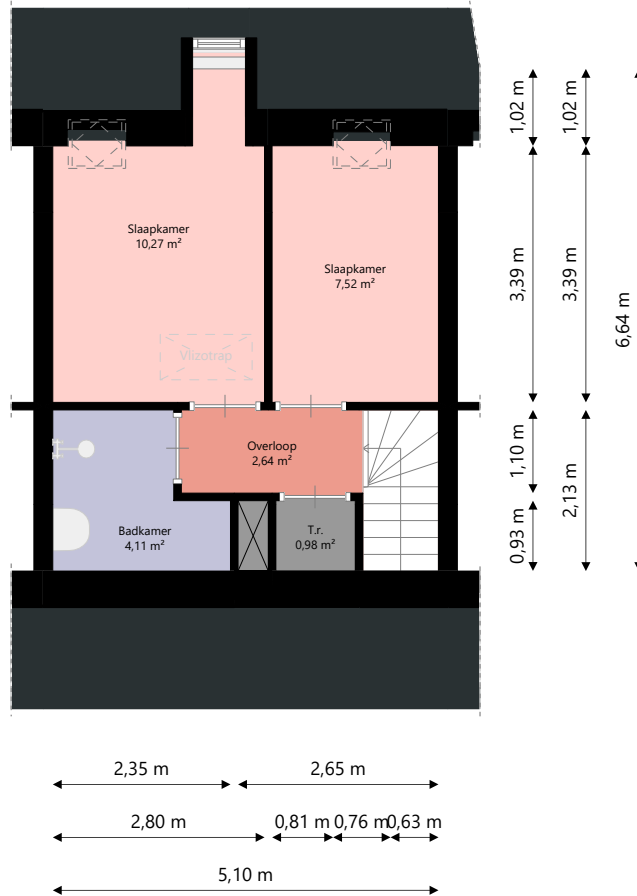 1,02 m
1,02 m
Slaapkamer
10,27 m²
Slaapkamer
7,52 m²
3,39 m
3,39 m
6,64 m
Vlizotrap
Overloop
2,64 m²
1,10 m
2,13 m
Badkamer
4,11 m²
T.r.
0,98 m²
0,93 m
2,35 m
2,65 m
2,80 m
0,81 m
0,76 m
0,63 m
5,10 m